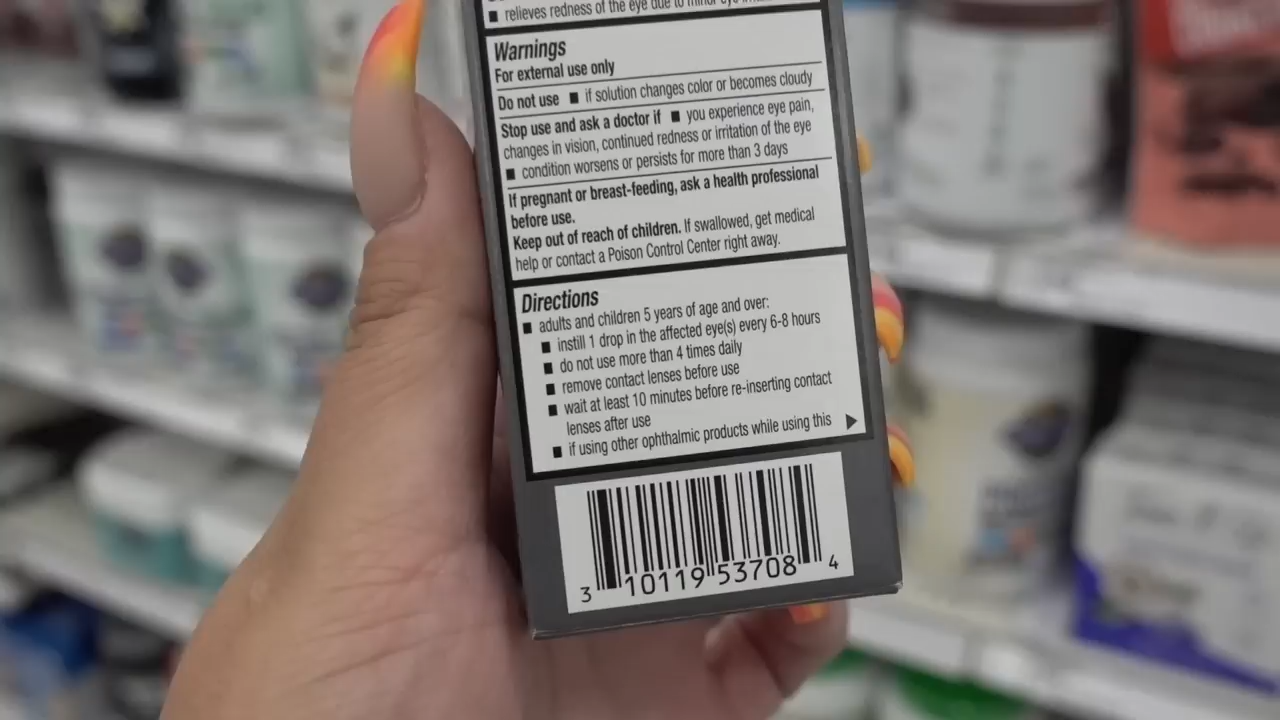 ■ relieves redness of the eye due to minor eye
Warnings
For external use only
Do not use ■ if solution changes color or becomes cloudy
Stop use and ask a doctor if ■ you experience eye pain,
changes in vision, continued redness or irritation of the eye
■ condition worsens or persists for more than 3 days
If pregnant or breast-feeding, ask a health professional
before use.
Keep out of reach of children. If swallowed, get medical
help or contact a Poison Control Center right away.
Directions
■ adults and children 5 years of age and over:
■ instill 1 drop in the affected eye(s) every 6-8 hours
■ do not use more than 4 times daily
■ remove contact lenses before use
■ wait at least 10 minutes before re-inserting contact
lenses after use
■ if using other ophthalmic products while using this
3 10119 53708 4